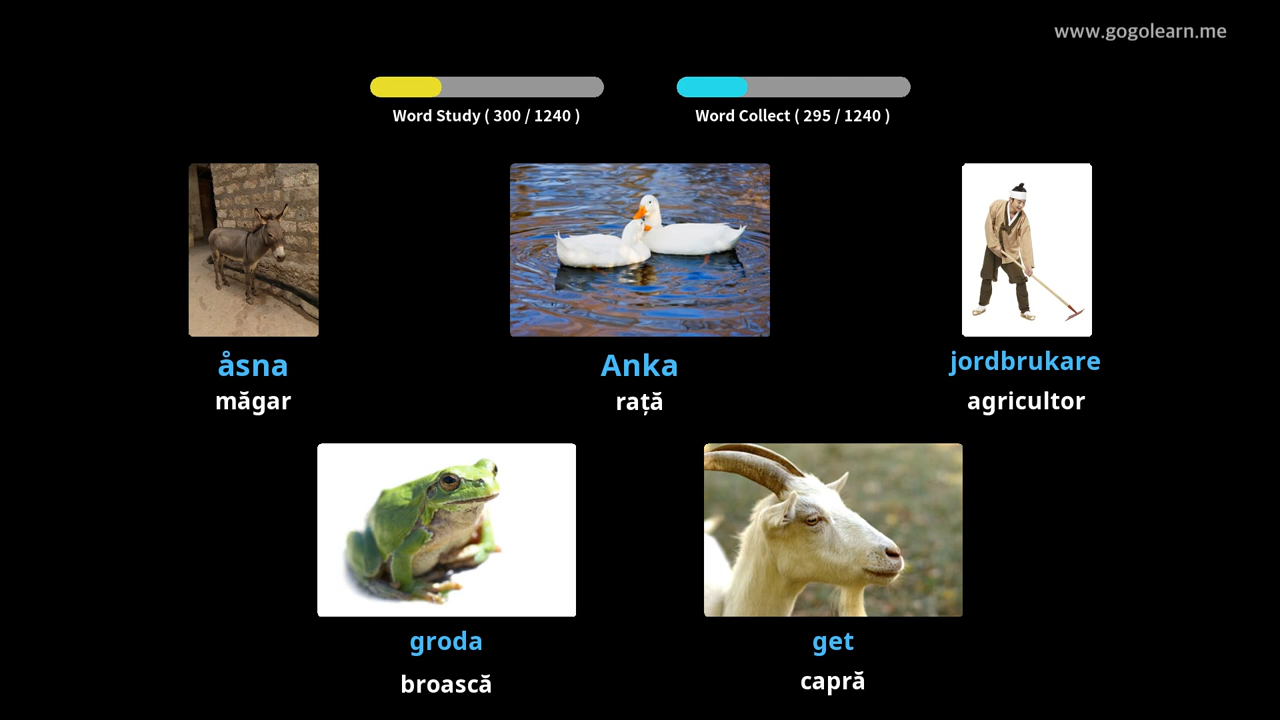 www.gogolearn.me
Word Study ( 300 / 1240 )
Word Collect ( 295 / 1240 )
åsna
Anka
jordbrukare
măgar
rață
agricultor
groda
get
broască
capră